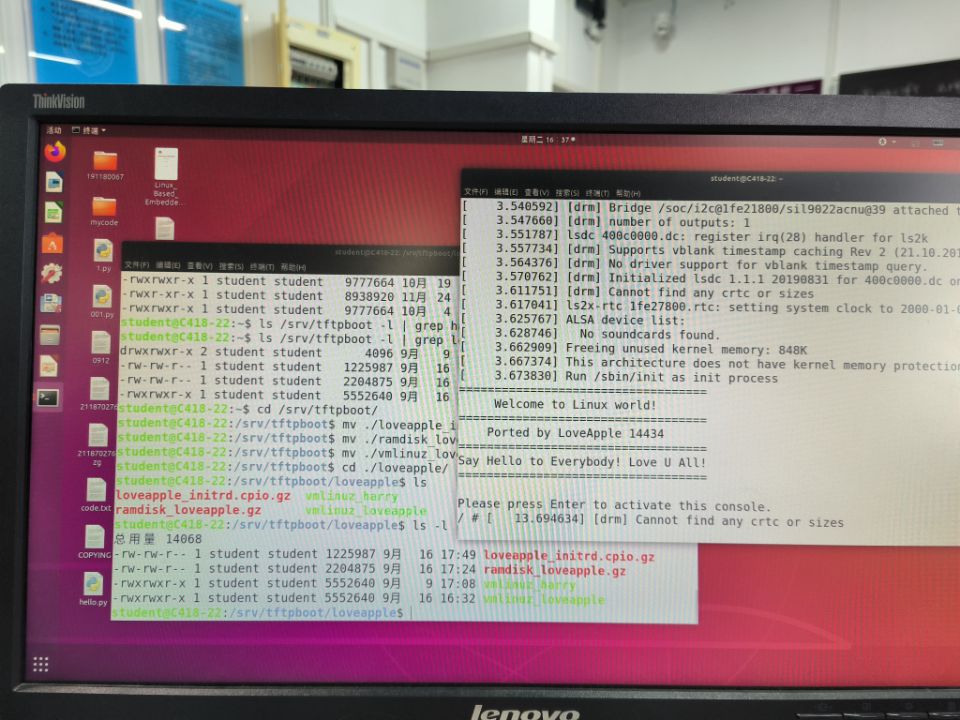 ThinkVision
活动 终端
星期二 16:37
191180067
Linux_
Based_
Embedde...
mycode
1.py
001.py
0912
211870276
211870276
zg
code.txt
COPYING
hello.py
student@C418-22: /srv/tftpboot/
文件(F) 编辑(E) 查看(V) 搜索(S) 终端(T) 帮助(H)
-rwxrwxr-x 1 student student 9777664 10月 19
-rwxrwxr-x 1 student student 8938920 11月 24
-rwxrwxr-x 1 student student 9777664 10月 4
student@C418-22:~$ ls /srv/tftpboot -l | grep
student@C418-22:~$ ls /srv/tftpboot -l | grep
drwxrwxr-x 2 student student 4096 9月 9
-rw-rw-r-- 1 student student 1225987 9月 16
-rw-rw-r-- 1 student student 2204875 9月 16
-rwxrwxr-x 1 student student 5552640 9月 16
student@C418-22:~$ cd /srv/tftpboot/
student@C418-22:/srv/tftpboot$ mv ./loveapple_i
student@C418-22:/srv/tftpboot$ mv ./ramdisk_lov
student@C418-22:/srv/tftpboot$ mv ./vmlinuz_lov
student@C418-22:/srv/tftpboot$ cd ./loveapple/
student@C418-22:/srv/tftpboot/loveapple$ ls
loveapple_initrd.cpio.gz vmlinuz_harry
ramdisk_loveapple.gz vmlinuz_loveapple
student@C418-22:/srv/tftpboot/loveapple$ ls -l
总用量 14068
-rw-rw-r-- 1 student student 1225987 9月 16 17:49 loveapple_initrd.cpio.gz
-rw-rw-r-- 1 student student 2204875 9月 16 17:24 ramdisk_loveapple.gz
-rwxrwxr-x 1 student student 5552640 9月 9 17:08 vmlinuz_harry
-rwxrwxr-x 1 student student 5552640 9月 16 16:32 vmlinuz_loveapple
student@C418-22:/srv/tftpboot/loveapple$
student@C418-22: ~
文件(F) 编辑(E) 查看(V) 搜索(S) 终端(T) 帮助(H)
[ 3.540592] [drm] Bridge /soc/i2c@1fe21800/sil9022acnu@39 attached t
[ 3.547660] [drm] number of outputs: 1
[ 3.551787] lsdc 400c0000.dc: register irq(28) handler for ls2k
[ 3.557734] [drm] Supports vblank timestamp caching Rev 2 (21.10.201
[ 3.564376] [drm] No driver support for vblank timestamp query.
[ 3.570762] [drm] Initialized lsdc 1.1.1 20190831 for 400c0000.dc on
[ 3.611751] [drm] Cannot find any crtc or sizes
[ 3.617041] ls2x-rtc 1fe27800.rtc: setting system clock to 2000-01-0
[ 3.625767] ALSA device list:
[ 3.628746] No soundcards found.
[ 3.662909] Freeing unused kernel memory: 848K
[ 3.667374] This architecture does not have kernel memory protection
[ 3.673830] Run /sbin/init as init process
===================================
Welcome to Linux world!
===================================
Ported by LoveApple 14434
===================================
Say Hello to Everybody! Love U All!
===================================
Please press Enter to activate this console.
/ # [ 13.694634] [drm] Cannot find any crtc or sizes
lenovo